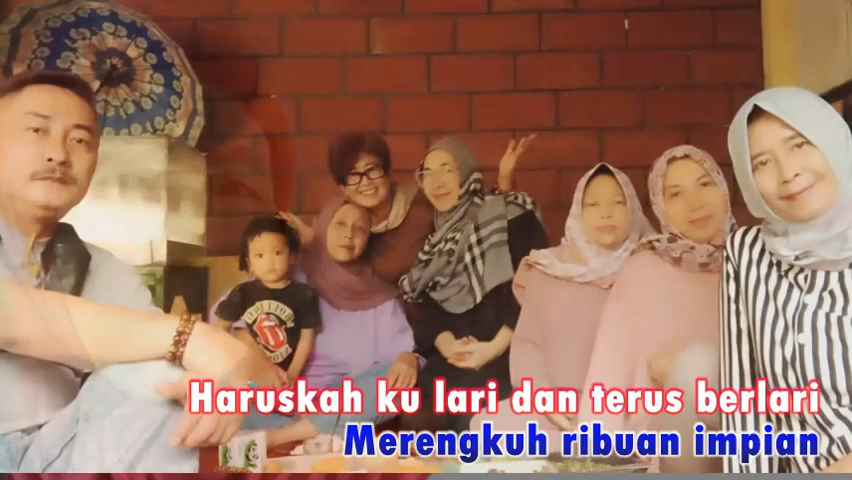 Haruskah ku lari dan terus berlari
Merengkuh ribuan impian